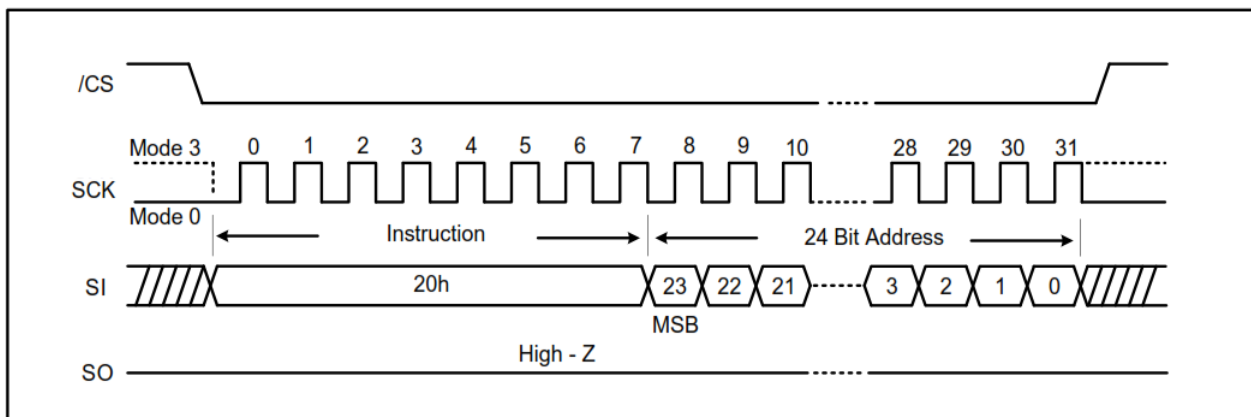 /CS
Mode 3 0 1 2 3 4 5 6 7 8 9 10 28 29 30 31
SCK
Mode 0
Instruction 24 Bit Address
SI 20h 23 22 21 3 2 1 0
MSB
High - Z
SO